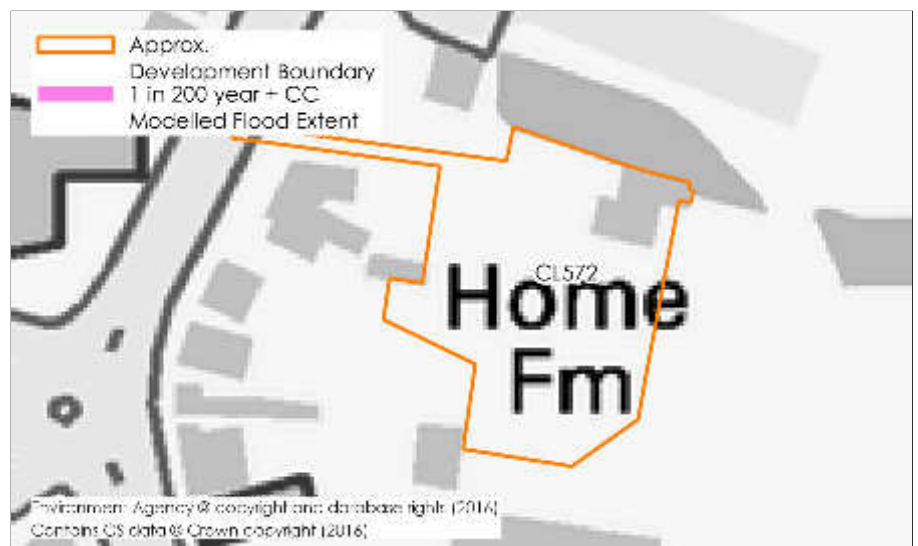 Approx.
Development Boundary
1 in 200 year + CC
Modelled Flood Extent
CL572
Home
Fm
Environment Agency © copyright and database rights (2016)
Contains OS data © Crown copyright (2016)